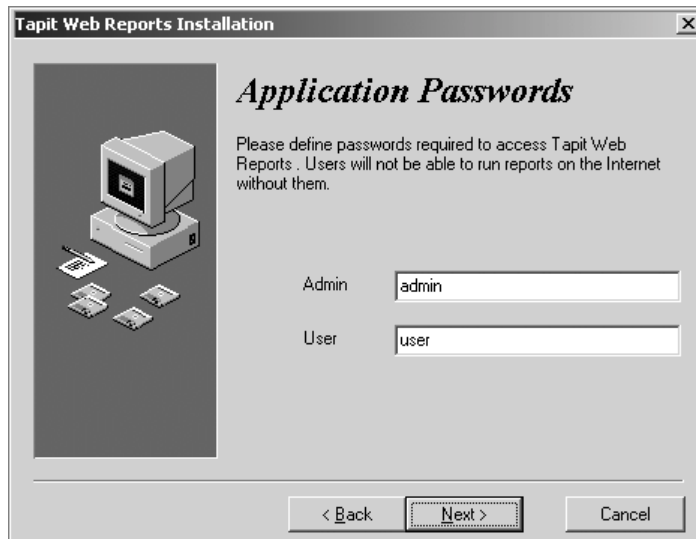 Tapit Web Reports Installation
Application Passwords
Please define passwords required to access Tapit Web
Reports . Users will not be able to run reports on the Internet
without them.
Admin admin
User user
< Back Next > Cancel